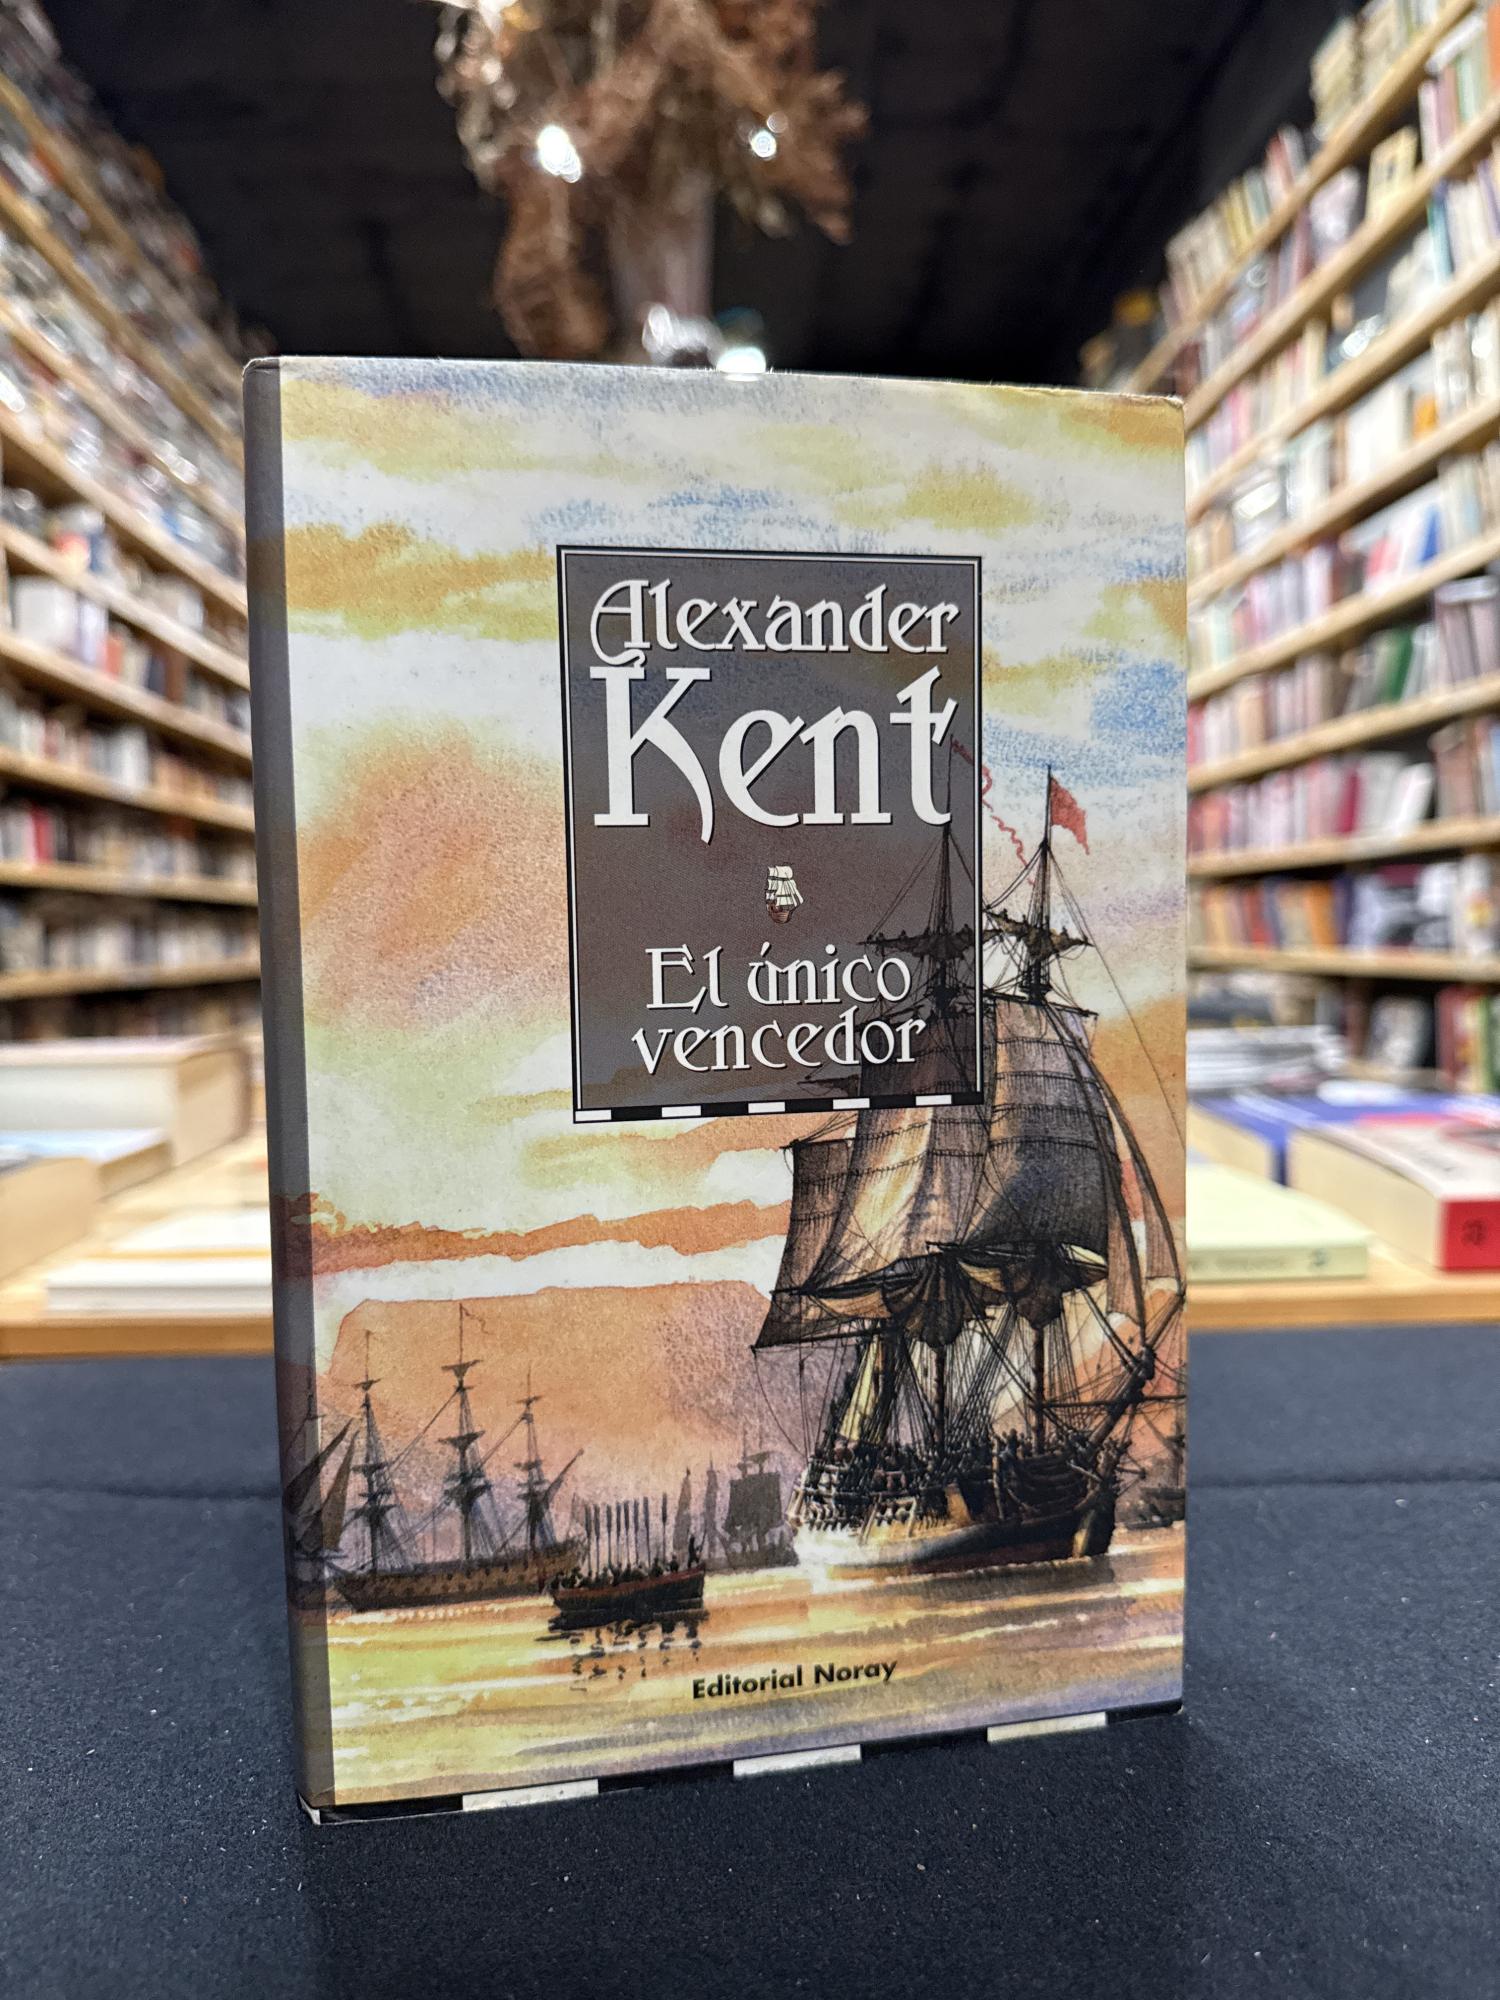 Alexander
Kent
El único
vencedor
Editorial Noray